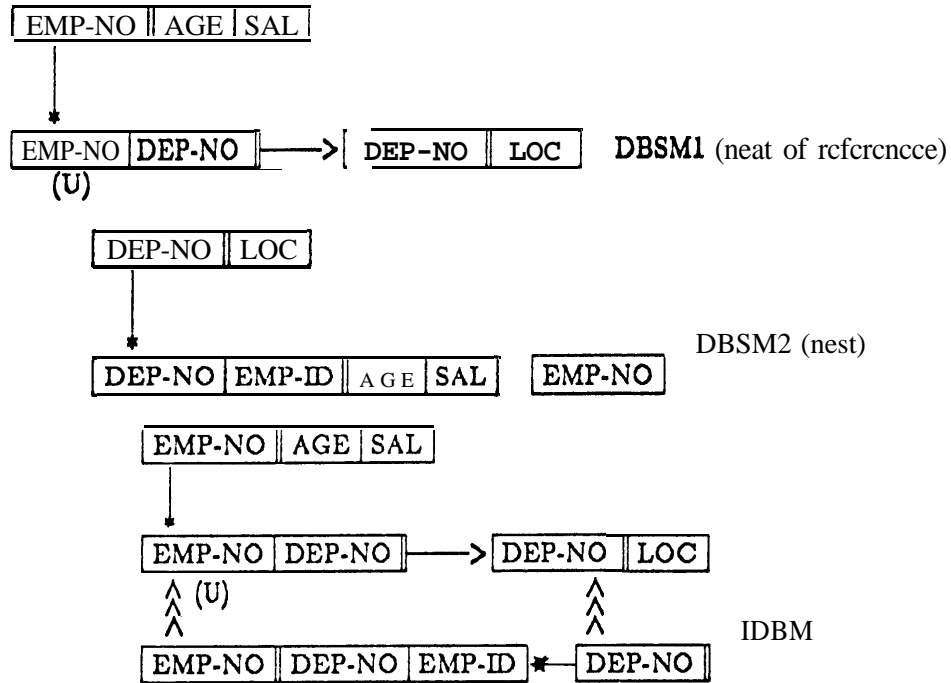 EMP-NO AGE SAL
EMP-NO DEP-NO DEP-NO LOC DBSM1 (neat of rcfcrcncce)
(U)
DEP-NO LOC
DBSM2 (nest)
DEP-NO EMP-ID AGE SAL EMP-NO
EMP-NO AGE SAL
EMP-NO DEP-NO DEP-NO LOC
(U)
IDBM
EMP-NO DEP-NO EMP-ID DEP-NO